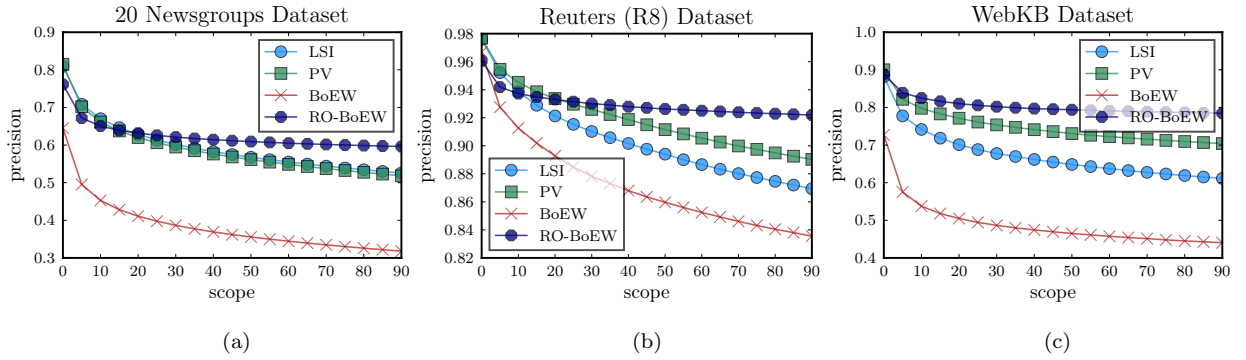 20 Newsgroups Dataset
0.9
0.8
0.7
0.6
0.5
0.4
0.3
precision
LSI
PV
BoEW
RO-BoEW
0 10 20 30 40 50 60 70 80 90
scope
(a)
Reuters (R8) Dataset
0.98
0.96
0.94
0.92
0.90
0.88
0.86
0.84
0.82
precision
LSI
PV
BoEW
RO-BoEW
0 10 20 30 40 50 60 70 80 90
scope
(b)
WebKB Dataset
1.0
0.9
0.8
0.7
0.6
0.5
0.4
precision
LSI
PV
BoEW
RO-BoEW
0 10 20 30 40 50 60 70 80 90
scope
(c)